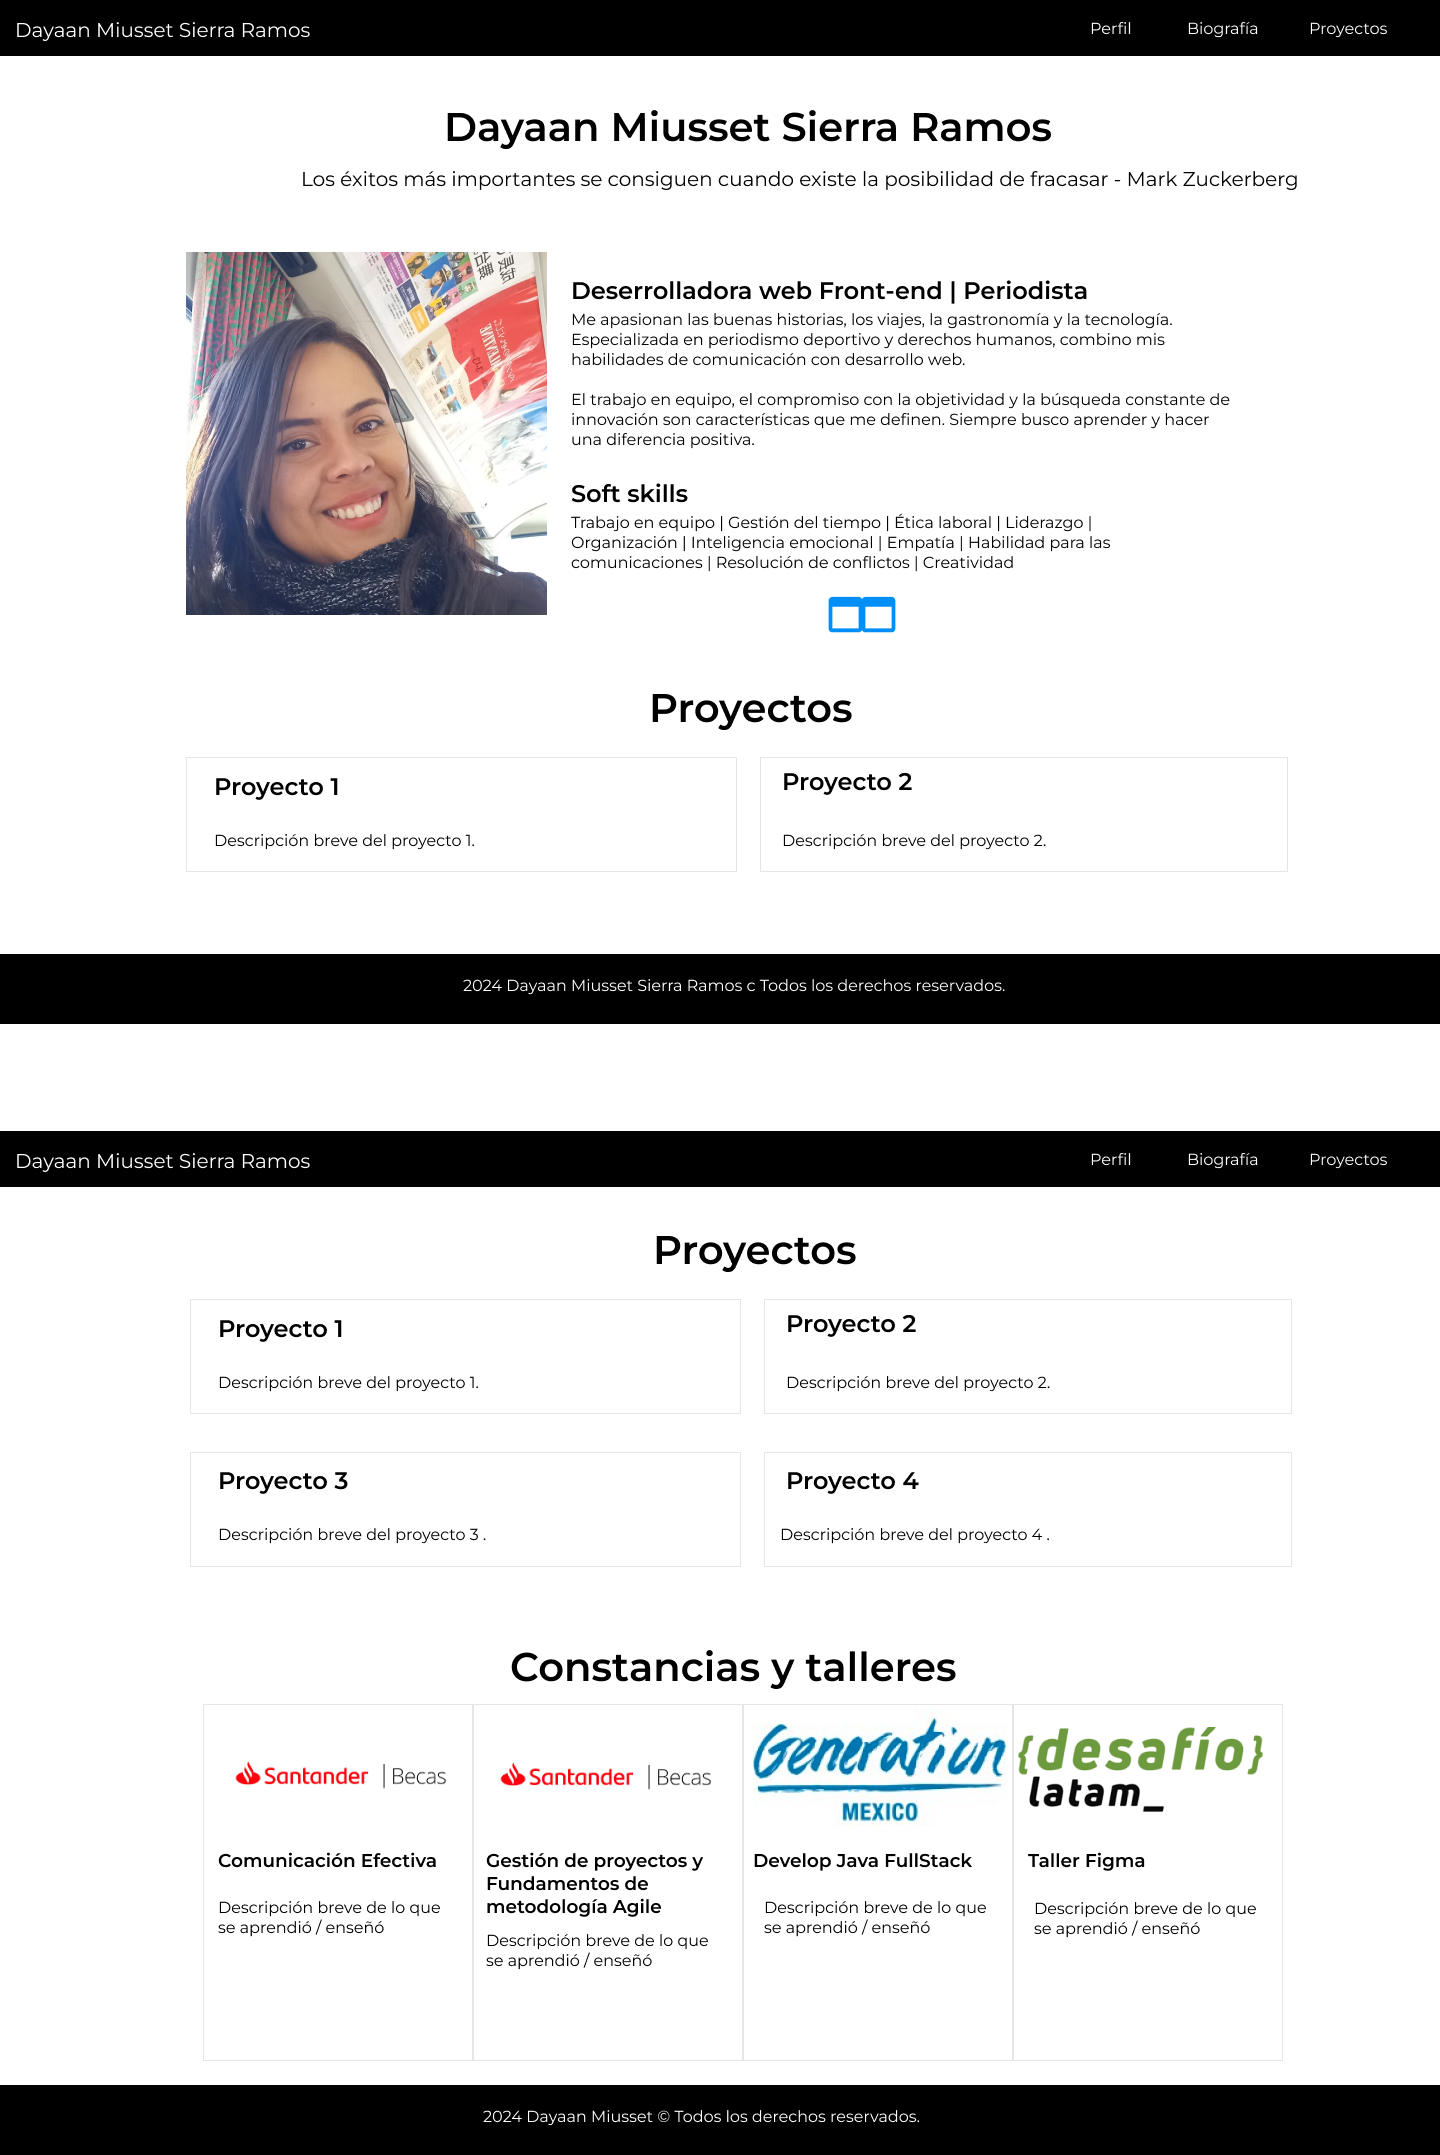 Dayaan Miusset Sierra Ramos
Perfil
Biografía
Proyectos
Dayaan Miusset Sierra Ramos
Los éxitos más importantes se consiguen cuando existe la posibilidad de fracasar - Mark Zuckerberg
Deserrolladora web Front-end | Periodista
Me apasionan las buenas historias, los viajes, la gastronomía y la tecnología.
Especializada en periodismo deportivo y derechos humanos, combino mis
habilidades de comunicación con desarrollo web.
El trabajo en equipo, el compromiso con la objetividad y la búsqueda constante de
innovación son características que me definen. Siempre busco aprender y hacer
una diferencia positiva.
Soft skills
Trabajo en equipo | Gestión del tiempo | Ética laboral | Liderazgo |
Organización | Inteligencia emocional | Empatía | Habilidad para las
comunicaciones | Resolución de conflictos | Creatividad
Proyectos
Proyecto 1
Descripción breve del proyecto 1.
Proyecto 2
Descripción breve del proyecto 2.
2024 Dayaan Miusset Sierra Ramos c Todos los derechos reservados.
Dayaan Miusset Sierra Ramos
Perfil
Biografía
Proyectos
Proyectos
Proyecto 1
Descripción breve del proyecto 1.
Proyecto 2
Descripción breve del proyecto 2.
Proyecto 3
Descripción breve del proyecto 3 .
Proyecto 4
Descripción breve del proyecto 4 .
Constancias y talleres
Santander | Becas
Comunicación Efectiva
Descripción breve de lo que
se aprendió / enseñó
Santander | Becas
Gestión de proyectos y
Fundamentos de
metodología Agile
Descripción breve de lo que
se aprendió / enseñó
Generation
MEXICO
Develop Java FullStack
Descripción breve de lo que
se aprendió / enseñó
{desafío}
latam_
Taller Figma
Descripción breve de lo que
se aprendió / enseñó
2024 Dayaan Miusset © Todos los derechos reservados.